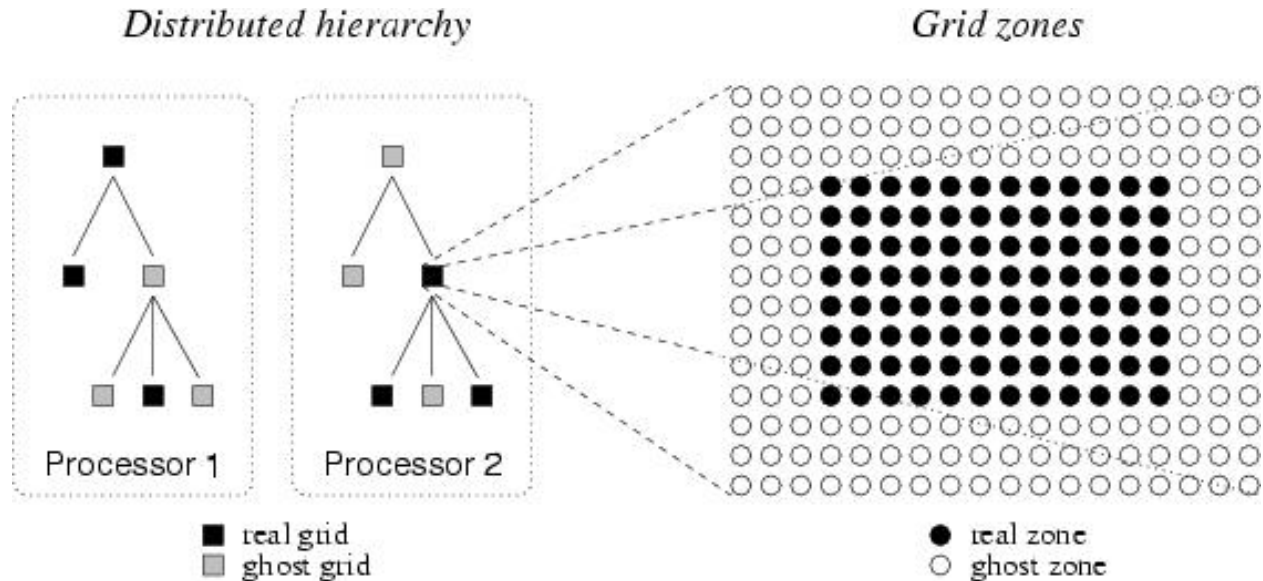 Distributed hierarchy
Grid zones
Processor 1
Processor 2
real grid
ghost grid
real zone
ghost zone